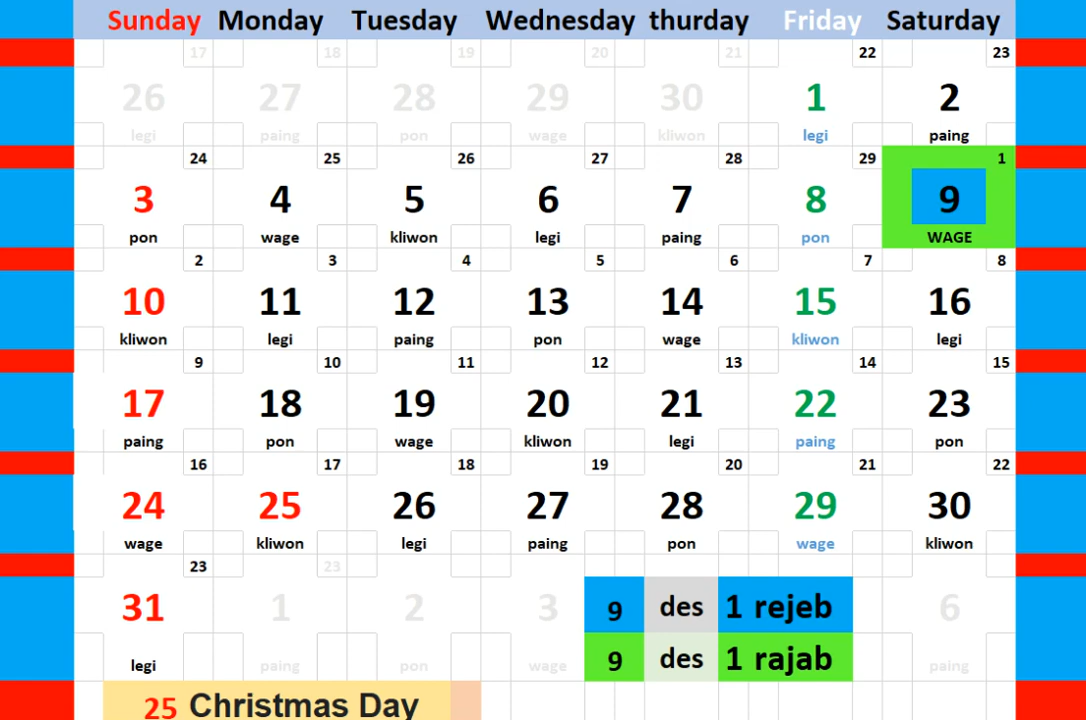 Sunday Monday Tuesday Wednesday thurday Friday Saturday
17 18 19 20 21 22 23
26 27 28 29 30 1 2
legi paing pon wage kliwon legi paing
24 25 26 27 28 29 1
3 4 5 6 7 8 9
pon wage kliwon legi paing pon WAGE
2 3 4 5 6 7 8
10 11 12 13 14 15 16
kliwon legi paing pon wage kliwon legi
9 10 11 12 13 14 15
17 18 19 20 21 22 23
paing pon wage kliwon legi paing pon
16 17 18 19 20 21 22
24 25 26 27 28 29 30
wage kliwon legi paing pon wage kliwon
23 23
31 1 2 3 9 des 1 rejeb 6
legi paing pon wage 9 des 1 rajab paing
25 Christmas Day